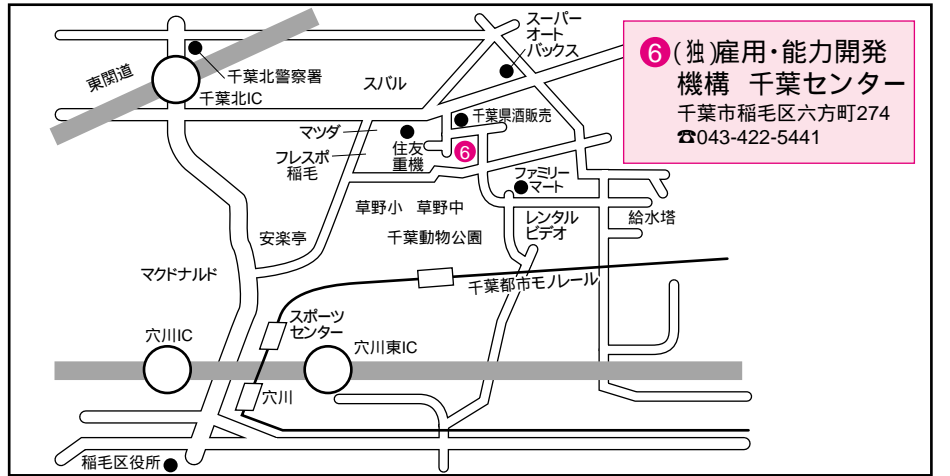 スーパー
オート
バックス
東関道
千葉北警察署
千葉北IC
スバル
千葉県酒販売
マツダ
住友
重機
6
フレスポ
稲毛
ファミリー
マート
草野小 草野中
レンタル
ビデオ
給水塔
安楽亭
千葉動物公園
マクドナルド
千葉都市モノレール
スポーツ
センター
穴川IC
穴川東IC
穴川
稲毛区役所
6(独)雇用・能力開発
機構 千葉センター
千葉市稲毛区六方町274
☎043-422-5441